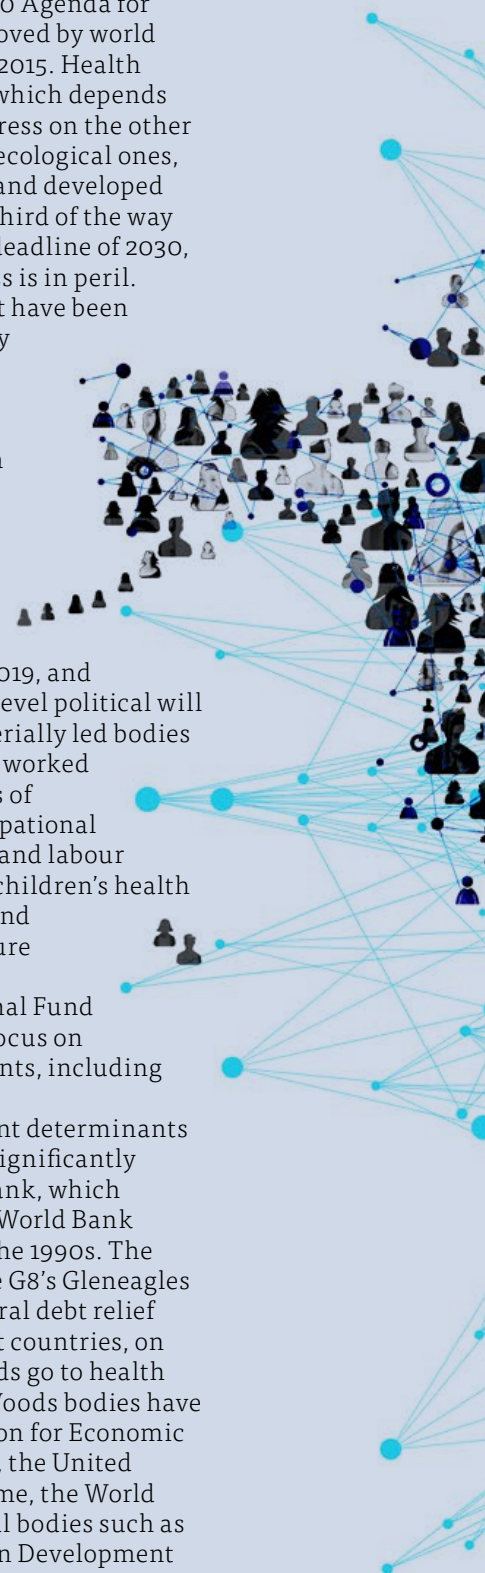 0 Agenda for
oved by world
2015. Health
which depends
ress on the other
ecological ones,
and developed
hird of the way
deadline of 2030,
s is in peril.
t have been
y
n
019, and
evel political will
erially led bodies
worked
s of
pational
and labour
children’s health
nd
ure
nal Fund
ocus on
nts, including
nt determinants
ignificantly
ank, which
World Bank
he 1990s. The
e G8’s Gleneagles
ral debt relief
t countries, on
ds go to health
Woods bodies have
on for Economic
, the United
me, the World
l bodies such as
n Development